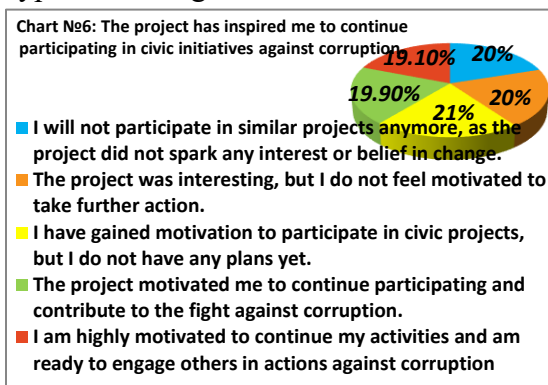 Chart №6: The project has inspired me to continue
participating in civic initiatives against corruption.
19.10%
20%
19.90%
20%
21%
I will not participate in similar projects anymore, as the
project did not spark any interest or belief in change.
The project was interesting, but I do not feel motivated to
take further action.
I have gained motivation to participate in civic projects,
but I do not have any plans yet.
The project motivated me to continue participating and
contribute to the fight against corruption.
I am highly motivated to continue my activities and am
ready to engage others in actions against corruption